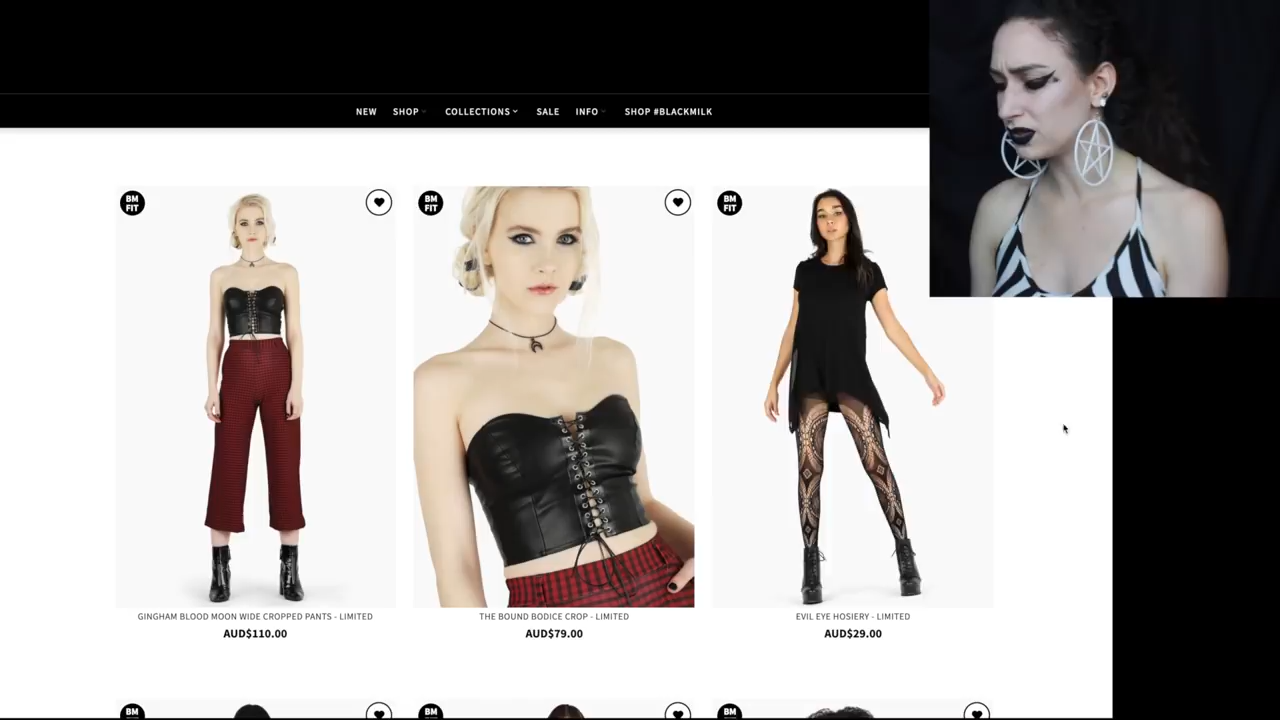 NEW SHOP COLLECTIONS SALE INFO SHOP #BLACKMILK
BM FIT BM FIT BM FIT
GINGHAM BLOOD MOON WIDE CROPPED PANTS - LIMITED
AUD$110.00
THE BOUND BODICE CROP - LIMITED
AUD$79.00
EVIL EYE HOSIERY - LIMITED
AUD$29.00
BM BM